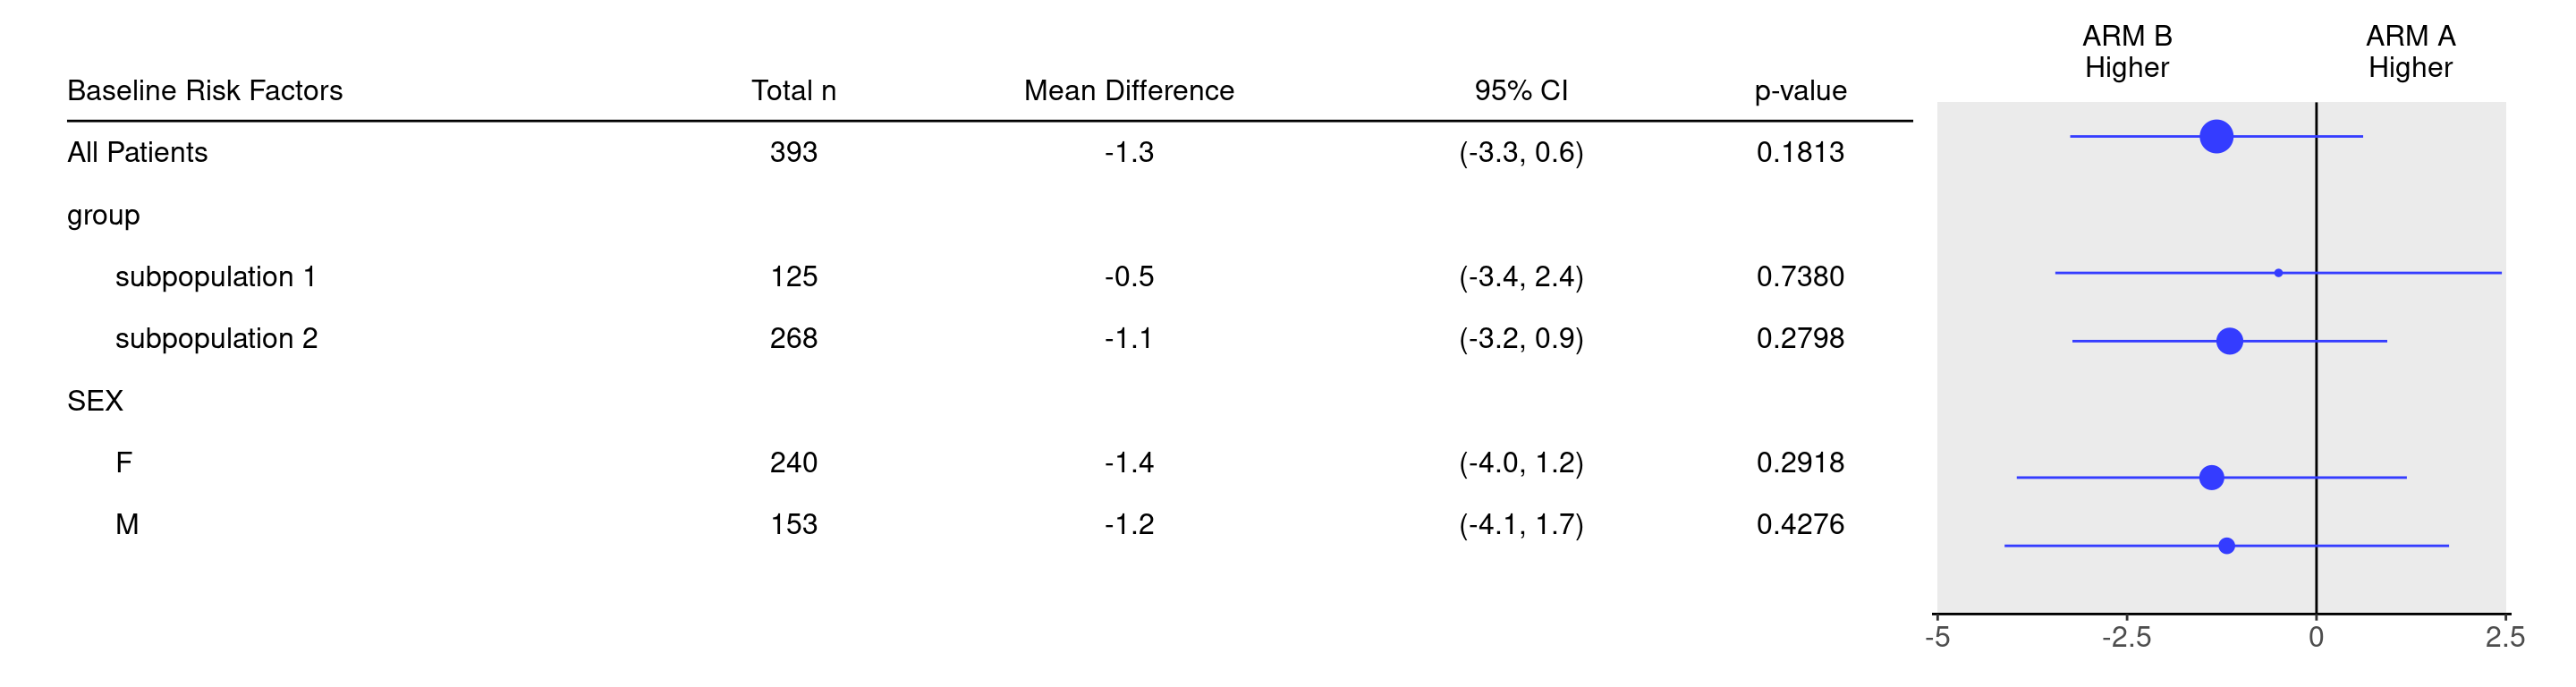 ARM B ARM A
Higher Higher
Baseline Risk Factors Total n Mean Difference 95% CI p-value
All Patients 393 -1.3 (-3.3, 0.6) 0.1813
group
subpopulation 1 125 -0.5 (-3.4, 2.4) 0.7380
subpopulation 2 268 -1.1 (-3.2, 0.9) 0.2798
SEX
F 240 -1.4 (-4.0, 1.2) 0.2918
M 153 -1.2 (-4.1, 1.7) 0.4276
-5 -2.5 0 2.5